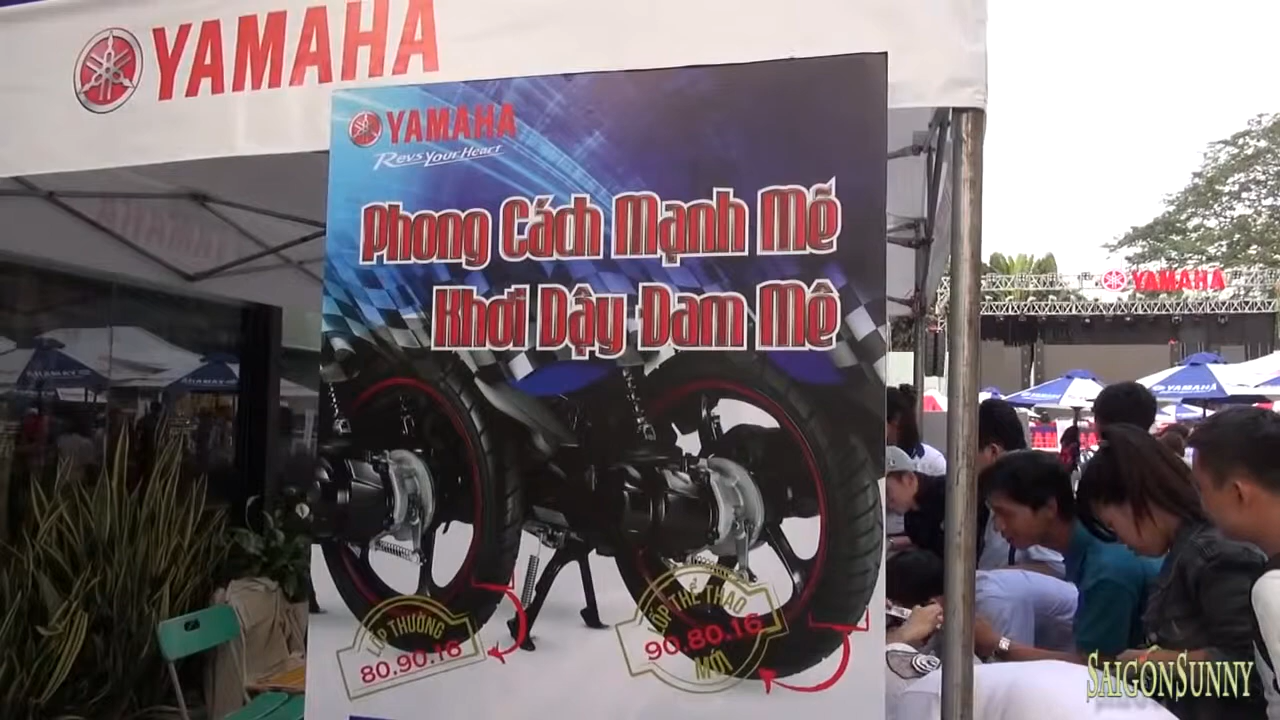 YAMAHA
YAMAHA
Revs Your Heart
Phong Cách Mạnh Mẽ
Khơi Dậy Đam Mê
YAMAHA
YAMAHA
LỐP THƯỜNG
80.90.16
LỐP THỂ THAO
90.80.16
MỚI
SAIGONSUNNY